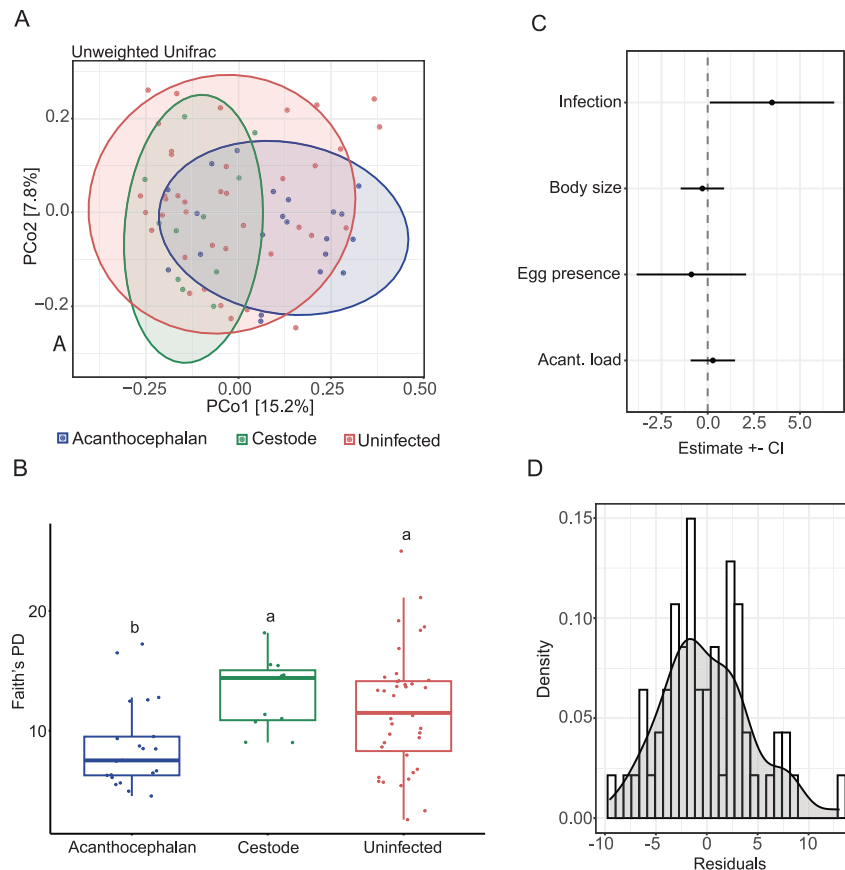 A
Unweighted Unifrac
PCo2 [7.8%]
0.2
0.0
−0.2
A
−0.25
0.00
0.25
0.50
PCo1 [15.2%]
Acanthocephalan
Cestode
Uninfected
C
Infection
Body size
Egg presence
Acant. load
-2.5
0.0
2.5
5.0
Estimate +- CI
B
Faith's PD
20
10
b
a
a
Acanthocephalan
Cestode
Uninfected
D
Density
0.15
0.10
0.05
0.00
-10
-5
0
5
10
Residuals